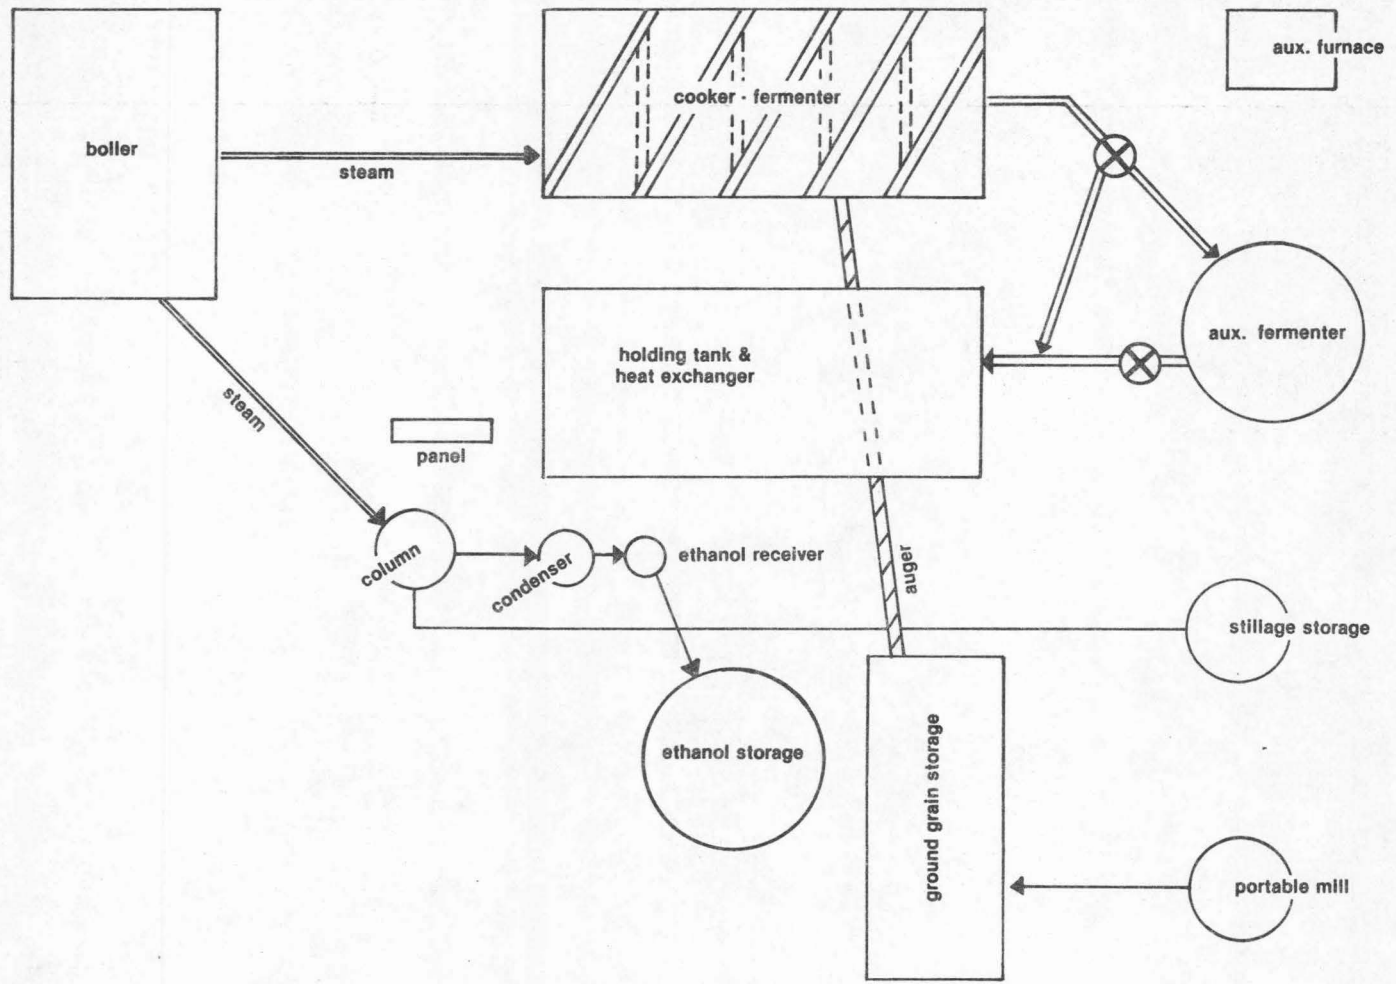 aux. furnace
cooker - fermenter
boiler
steam
aux. fermenter
holding tank &
heat exchanger
steam
panel
column
condenser
ethanol receiver
auger
stillage storage
ethanol storage
ground grain storage
portable mill